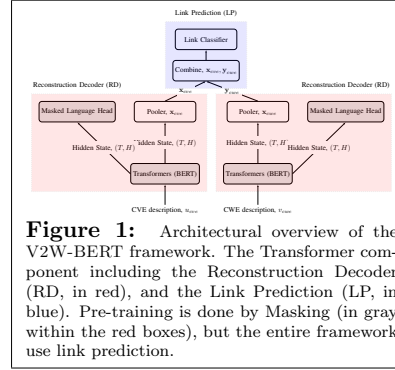 Link Prediction (LP)
Link Classifier
Combine, x_cve, y_cwe
x_cve y_cwe
Reconstruction Decoder (RD) Reconstruction Decoder (RD)
Masked Language Head Pooler, x_cve Pooler, x_cwe Masked Language Head
Hidden State, (T, H) Hidden State, (T, H) Hidden State, (T, H) Hidden State, (T, H)
Transformers (BERT) Transformers (BERT)
CVE description, u_cve CWE description, v_cwe
Figure 1: Architectural overview of the
V2W-BERT framework. The Transformer com-
ponent including the Reconstruction Decoder
(RD, in red), and the Link Prediction (LP, in
blue). Pre-training is done by Masking (in gray
within the red boxes), but the entire framework
use link prediction.